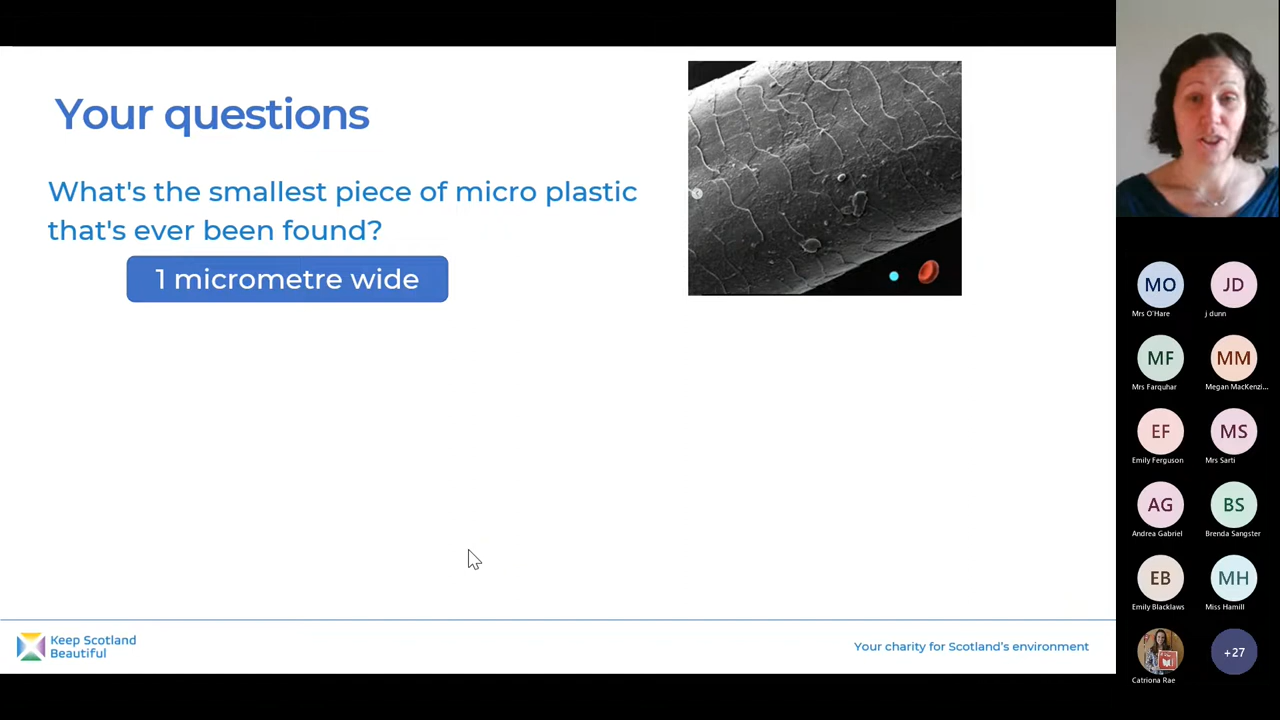 Your questions
What's the smallest piece of micro plastic
that's ever been found?
1 micrometre wide
Keep Scotland
Beautiful
Your charity for Scotland's environment
MO
Mrs O'Hare
JD
j dunn
MF
Mrs Farquhar
MM
Megan MacKenzi...
EF
Emily Ferguson
MS
Mrs Sarti
AG
Andrea Gabriel
BS
Brenda Sangster
EB
Emily Blacklaws
MH
Miss Hamill
Catriona Rae
+27